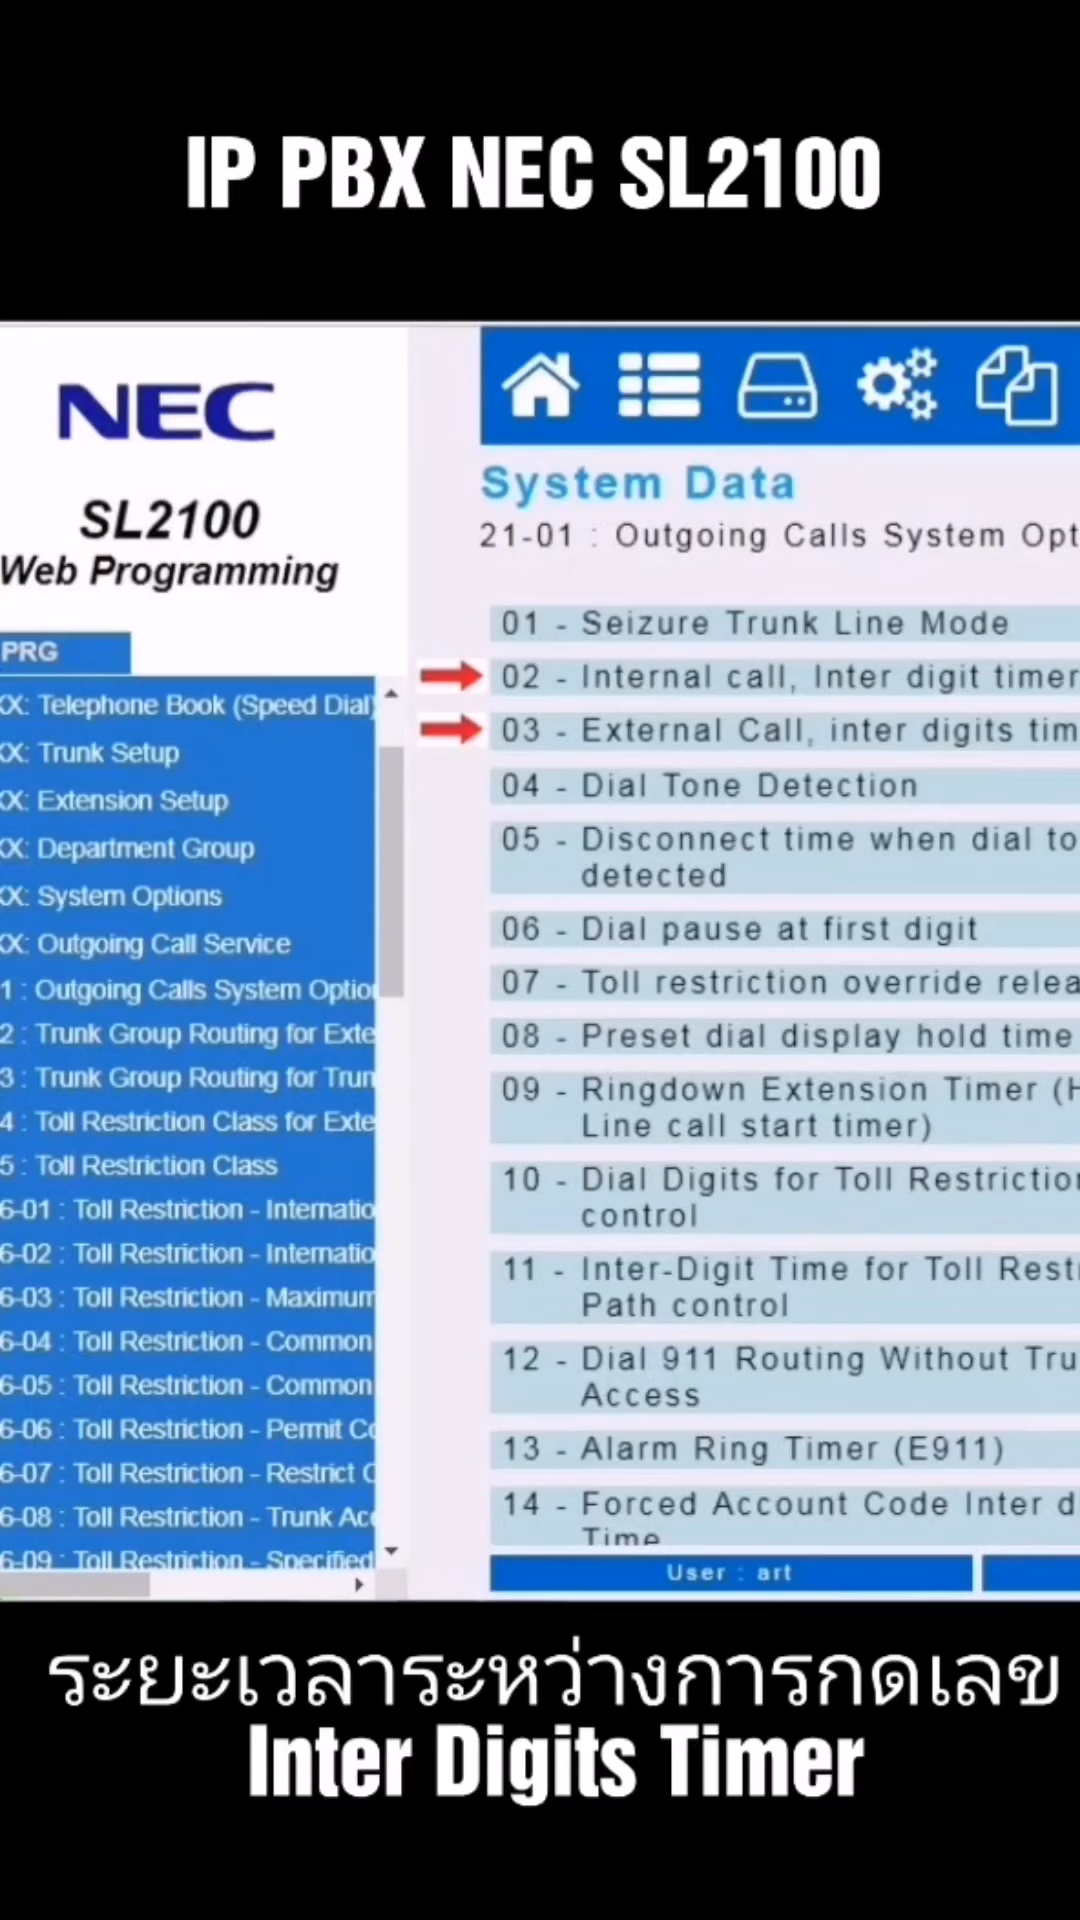 IP PBX NEC SL2100
NEC
SL2100
Web Programming
PRG
X: Telephone Book (Speed Dial)
X: Trunk Setup
X: Extension Setup
X: Department Group
X: System Options
X: Outgoing Call Service
1 : Outgoing Calls System Optio
2 : Trunk Group Routing for Exte
3 : Trunk Group Routing for Trun
4 : Toll Restriction Class for Exte
5 : Toll Restriction Class
6-01 : Toll Restriction - Internatio
6-02 : Toll Restriction - Internatio
6-03 : Toll Restriction - Maximum
6-04 : Toll Restriction - Common
6-05 : Toll Restriction - Common
6-06 : Toll Restriction - Permit Co
6-07 : Toll Restriction - Restrict C
6-08 : Toll Restriction - Trunk Acc
6-09 : Toll Restriction - Specified
System Data
21-01 : Outgoing Calls System Opt
01 - Seizure Trunk Line Mode
02 - Internal call, Inter digit timer
03 - External Call, inter digits tim
04 - Dial Tone Detection
05 - Disconnect time when dial to
detected
06 - Dial pause at first digit
07 - Toll restriction override relea
08 - Preset dial display hold time
09 - Ringdown Extension Timer (H
Line call start timer)
10 - Dial Digits for Toll Restriction
control
11 - Inter-Digit Time for Toll Restr
Path control
12 - Dial 911 Routing Without Tru
Access
13 - Alarm Ring Timer (E911)
14 - Forced Account Code Inter d
Time
User : art
ระยะเวลาระหว่างการกดเลข
Inter Digits Timer